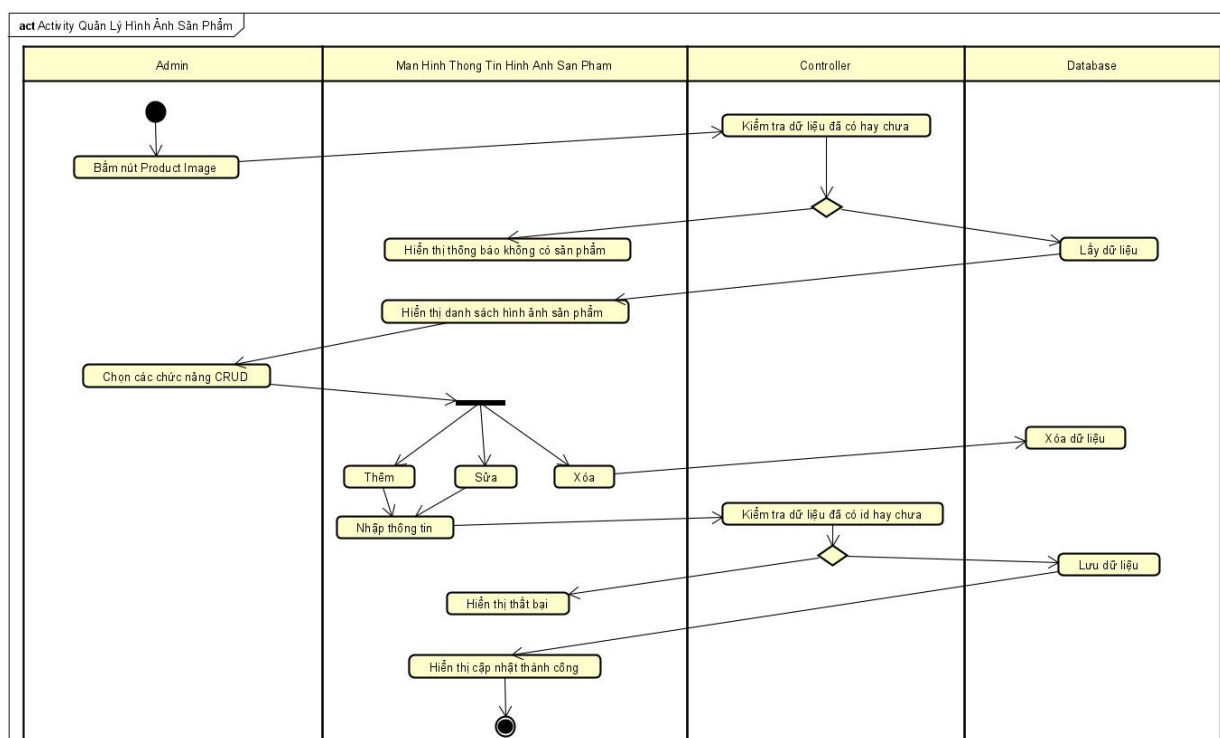 act Activity Quản Lý Hình Ảnh Sản Phẩm
Admin
Man Hinh Thong Tin Hinh Anh San Pham
Controller
Database
Kiểm tra dữ liệu đã có hay chưa
Bấm nút Product Image
Hiển thị thông báo không có sản phẩm
Lấy dữ liệu
Hiển thị danh sách hình ảnh sản phẩm
Chọn các chức năng CRUD
Xóa dữ liệu
Thêm
Sửa
Xóa
Kiểm tra dữ liệu đã có id hay chưa
Nhập thông tin
Lưu dữ liệu
Hiển thị thất bại
Hiển thị cập nhật thành công